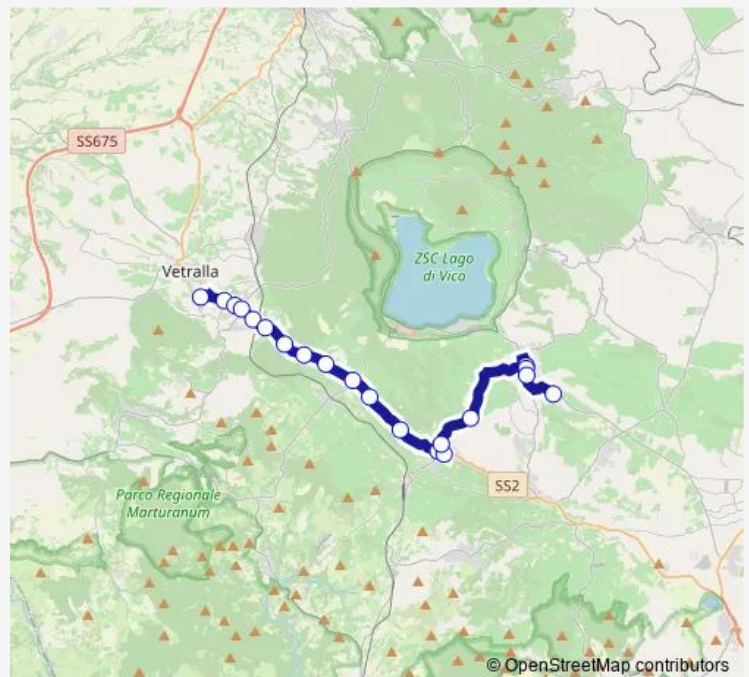 SS675
Vetralla
ZSC Lago
di Vico
SS2
Parco Regionale
Marturanum
© OpenStreetMap contributors